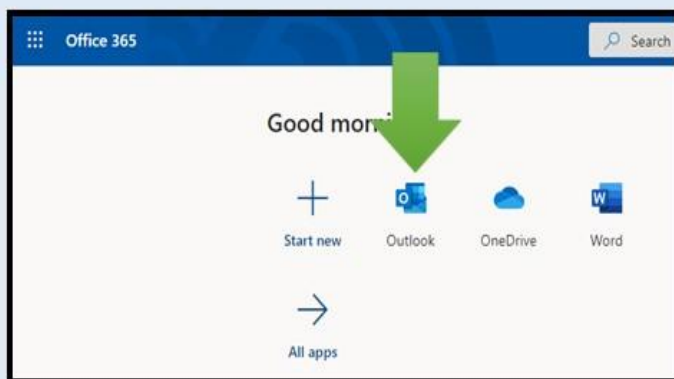 Office 365
Search
Good mor
Start new
Outlook
OneDrive
Word
All apps